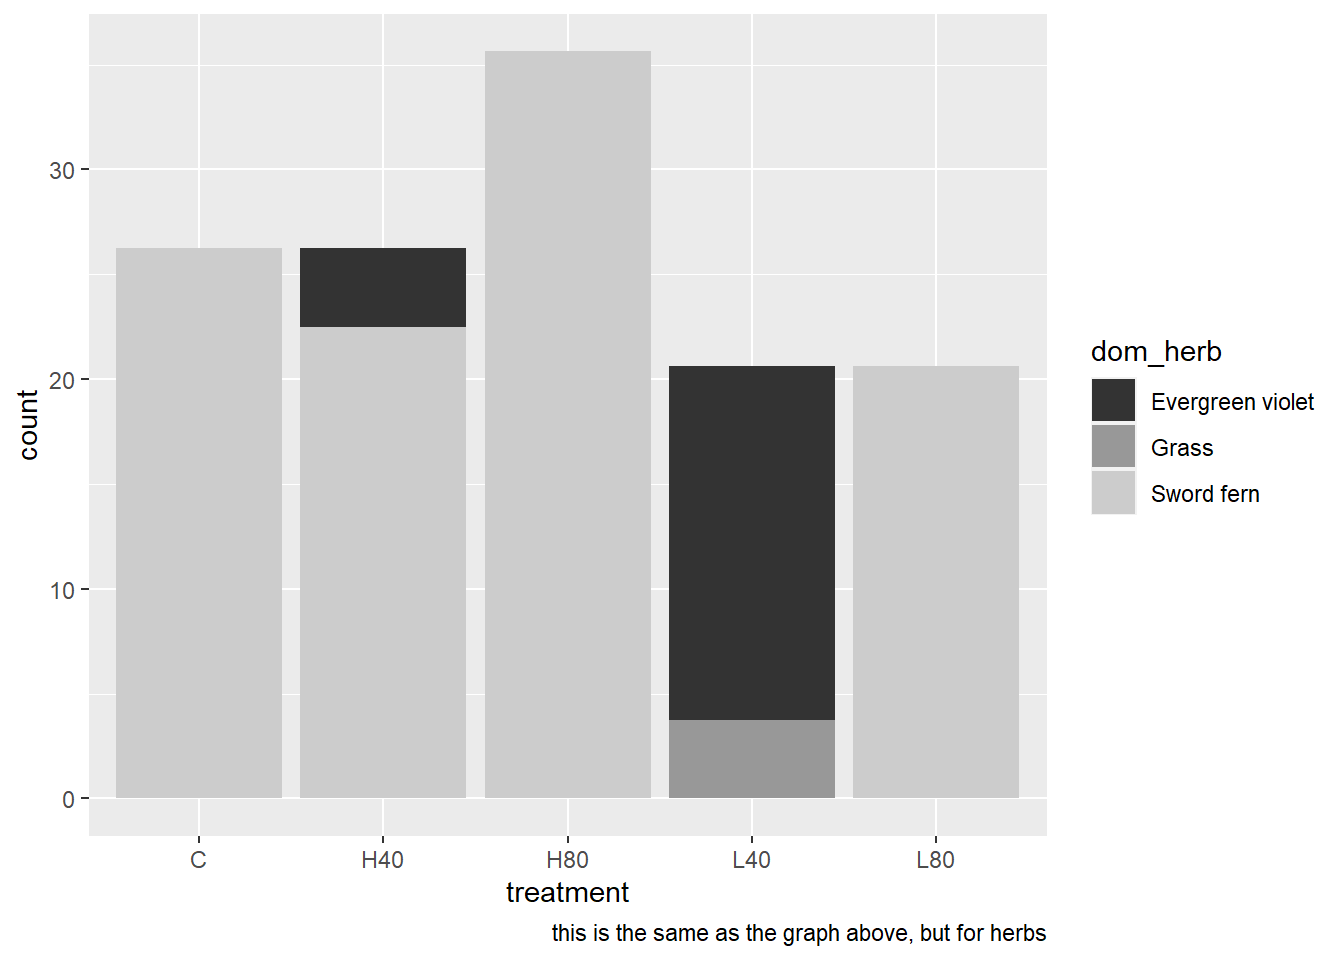 30
20
10
0
count
C H40 H80 L40 L80
treatment
this is the same as the graph above, but for herbs
dom_herb
Evergreen violet
Grass
Sword fern